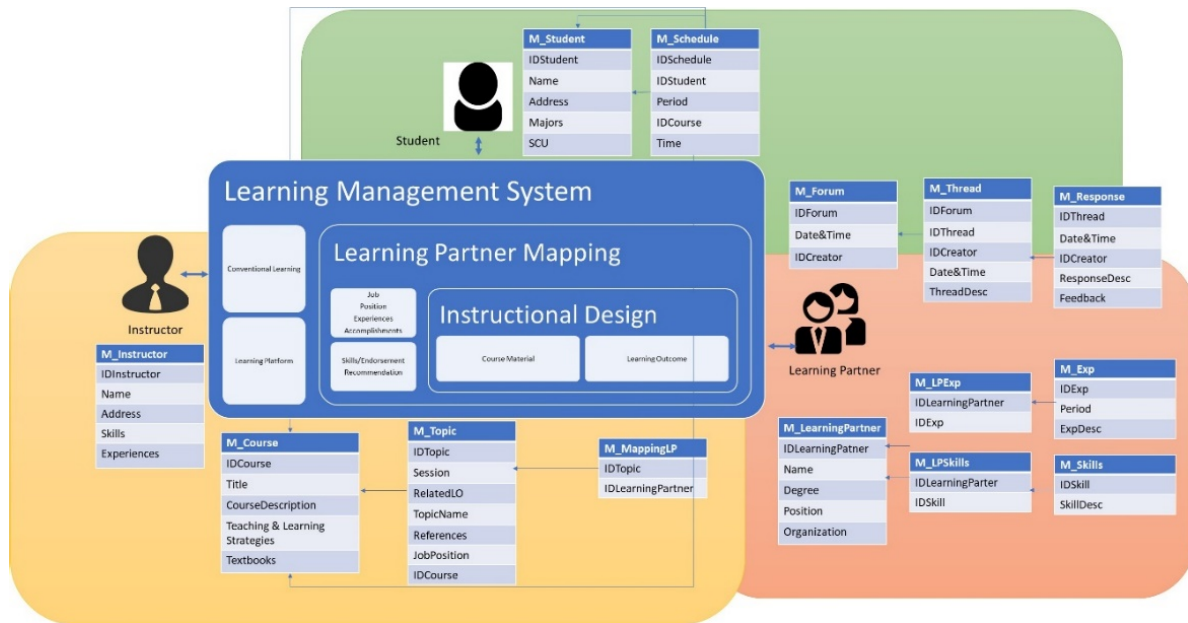 M_Student
IDStudent
Name
Address
Majors
SCU
M_Schedule
IDSchedule
IDStudent
Period
IDCourse
Time
Student
Learning Management System
Conventional Learning
Learning Platform
Learning Partner Mapping
Job
Position
Experiences
Accomplishments
Skills/Endorsement
Recommendation
Instructional Design
Course Material
Learning Outcome
M_Forum
IDForum
Date&Time
IDCreator
M_Thread
IDForum
IDThread
IDCreator
Date&Time
ThreadDesc
M_Response
IDThread
Date&Time
IDCreator
ResponseDesc
Feedback
Instructor
M_Instructor
IDInstructor
Name
Address
Skills
Experiences
Learning Partner
M_Course
IDCourse
Title
CourseDescription
Teaching & Learning
Strategies
Textbooks
M_Topic
IDTopic
Session
RelatedLO
TopicName
References
JobPosition
IDCourse
M_MappingLP
IDTopic
IDLearningPartner
M_LearningPartner
IDLearningPatner
Name
Degree
Position
Organization
M_LPExp
IDLearningPartner
IDExp
M_LPSkills
IDLearningParter
IDSkill
M_Exp
IDExp
Period
ExpDesc
M_Skills
IDSkill
SkillDesc